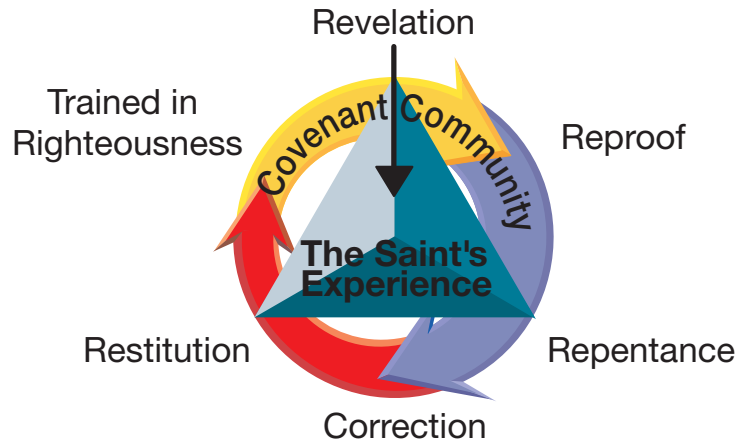 Revelation
Covenant Community
Trained in
Righteousness
Reproof
The Saint's
Experience
Restitution
Repentance
Correction